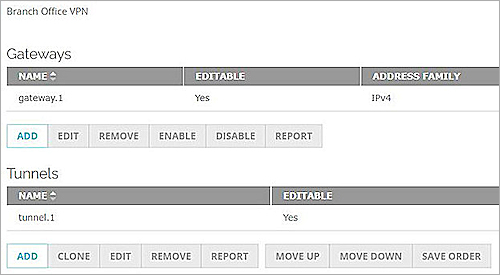 Branch Office VPN
Gateways
NAME EDITABLE ADDRESS FAMILY
gateway.1 Yes IPv4
ADD EDIT REMOVE ENABLE DISABLE REPORT
Tunnels
NAME EDITABLE
tunnel.1 Yes
ADD CLONE EDIT REMOVE REPORT MOVE UP MOVE DOWN SAVE ORDER